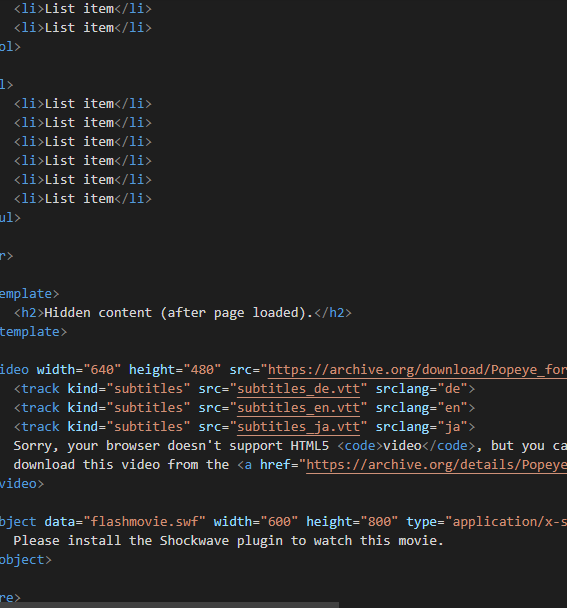 <li>List item</li>
<li>List item</li>
ol>
l>
<li>List item</li>
<li>List item</li>
<li>List item</li>
<li>List item</li>
<li>List item</li>
<li>List item</li>
ul>
r>
emplate>
<h2>Hidden content (after page loaded).</h2>
template>
ideo width="640" height="480" src="https://archive.org/download/Popeye_for
<track kind="subtitles" src="subtitles_de.vtt" srclang="de">
<track kind="subtitles" src="subtitles_en.vtt" srclang="en">
<track kind="subtitles" src="subtitles_ja.vtt" srclang="ja">
Sorry, your browser doesn't support HTML5 <code>video</code>, but you ca
download this video from the <a href="https://archive.org/details/Popeye
video>
bject data="flashmovie.swf" width="600" height="800" type="application/x-s
Please install the Shockwave plugin to watch this movie.
object>
re>